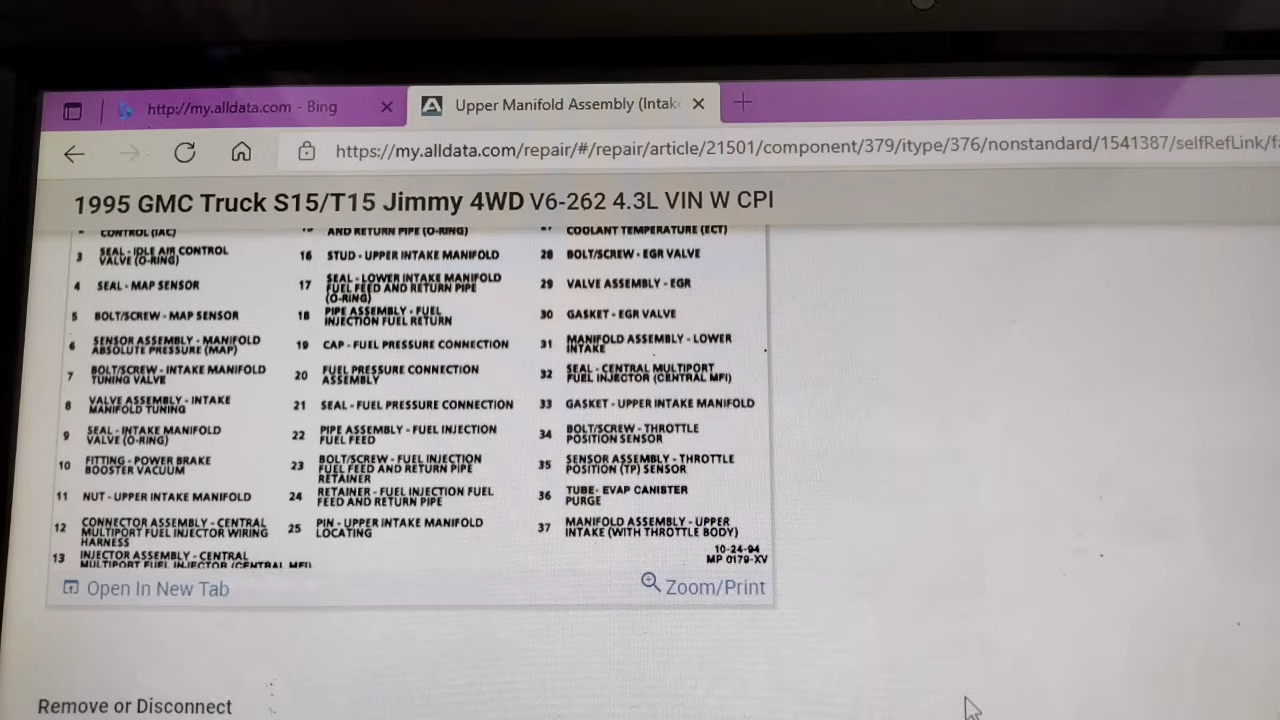 http://my.alldata.com - Bing
Upper Manifold Assembly (Intak
https://my.alldata.com/repair/#/repair/article/21501/component/379/itype/376/nonstandard/1541387/selfRefLink/f
1995 GMC Truck S15/T15 Jimmy 4WD V6-262 4.3L VIN W CPI
CONTROL (IAC)
3 SEAL - IDLE AIR CONTROL
VALVE (O-RING)
4 SEAL - MAP SENSOR
5 BOLT/SCREW - MAP SENSOR
6 SENSOR ASSEMBLY - MANIFOLD
ABSOLUTE PRESSURE (MAP)
7 BOLT/SCREW - INTAKE MANIFOLD
TUNING VALVE
8 VALVE ASSEMBLY - INTAKE
MANIFOLD TUNING
9 SEAL - INTAKE MANIFOLD
VALVE (O-RING)
10 FITTING - POWER BRAKE
BOOSTER VACUUM
11 NUT - UPPER INTAKE MANIFOLD
12 CONNECTOR ASSEMBLY - CENTRAL
MULTIPORT FUEL INJECTOR WIRING
HARNESS
13 INJECTOR ASSEMBLY - CENTRAL
MULTIPORT FUEL INJECTOR (CENTRAL MFI)
AND RETURN PIPE (O-RING)
16 STUD - UPPER INTAKE MANIFOLD
17 SEAL - LOWER INTAKE MANIFOLD
FUEL FEED AND RETURN PIPE
(O-RING)
18 PIPE ASSEMBLY - FUEL
INJECTION FUEL RETURN
19 CAP - FUEL PRESSURE CONNECTION
20 FUEL PRESSURE CONNECTION
ASSEMBLY
21 SEAL - FUEL PRESSURE CONNECTION
22 PIPE ASSEMBLY - FUEL INJECTION
FUEL FEED
23 BOLT/SCREW - FUEL INJECTION
FUEL FEED AND RETURN PIPE
RETAINER
24 RETAINER - FUEL INJECTION FUEL
FEED AND RETURN PIPE
25 PIN - UPPER INTAKE MANIFOLD
LOCATING
COOLANT TEMPERATURE (ECT)
28 BOLT/SCREW - EGR VALVE
29 VALVE ASSEMBLY - EGR
30 GASKET - EGR VALVE
31 MANIFOLD ASSEMBLY - LOWER
INTAKE
32 SEAL - CENTRAL MULTIPORT
FUEL INJECTOR (CENTRAL MFI)
33 GASKET - UPPER INTAKE MANIFOLD
34 BOLT/SCREW - THROTTLE
POSITION SENSOR
35 SENSOR ASSEMBLY - THROTTLE
POSITION (TP) SENSOR
36 TUBE - EVAP CANISTER
PURGE
37 MANIFOLD ASSEMBLY - UPPER
INTAKE (WITH THROTTLE BODY)
10-24-94
MP 0179-XV
Open In New Tab
Zoom/Print
Remove or Disconnect